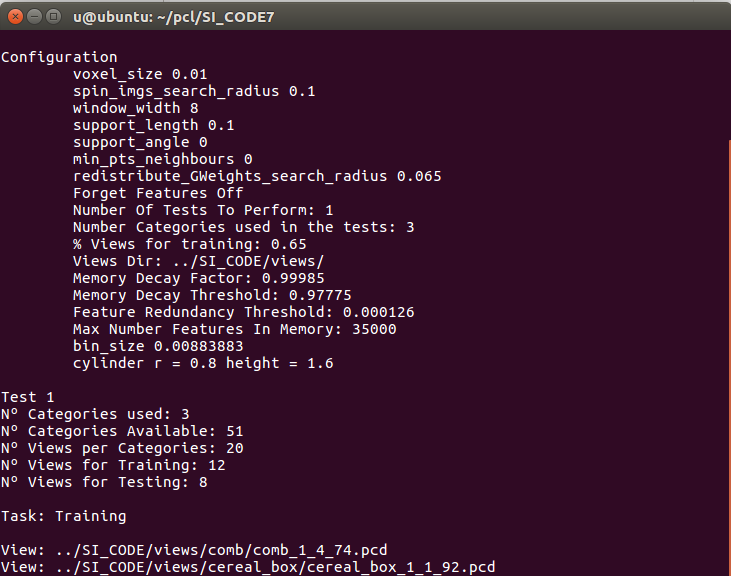 u@ubuntu: ~/pcl/SI_CODE7
Configuration
voxel_size 0.01
spin_imgs_search_radius 0.1
window_width 8
support_length 0.1
support_angle 0
min_pts_neighbours 0
redistribute_GWeights_search_radius 0.065
Forget Features Off
Number Of Tests To Perform: 1
Number Categories used in the tests: 3
% Views for training: 0.65
Views Dir: ../SI_CODE/views/
Memory Decay Factor: 0.99985
Memory Decay Threshold: 0.97775
Feature Redundancy Threshold: 0.000126
Max Number Features In Memory: 35000
bin_size 0.00883883
cylinder r = 0.8 height = 1.6
Test 1
Nº Categories used: 3
Nº Categories Available: 51
Nº Views per Categories: 20
Nº Views for Training: 12
Nº Views for Testing: 8
Task: Training
View: ../SI_CODE/views/comb/comb_1_4_74.pcd
View: ../SI_CODE/views/cereal_box/cereal_box_1_1_92.pcd